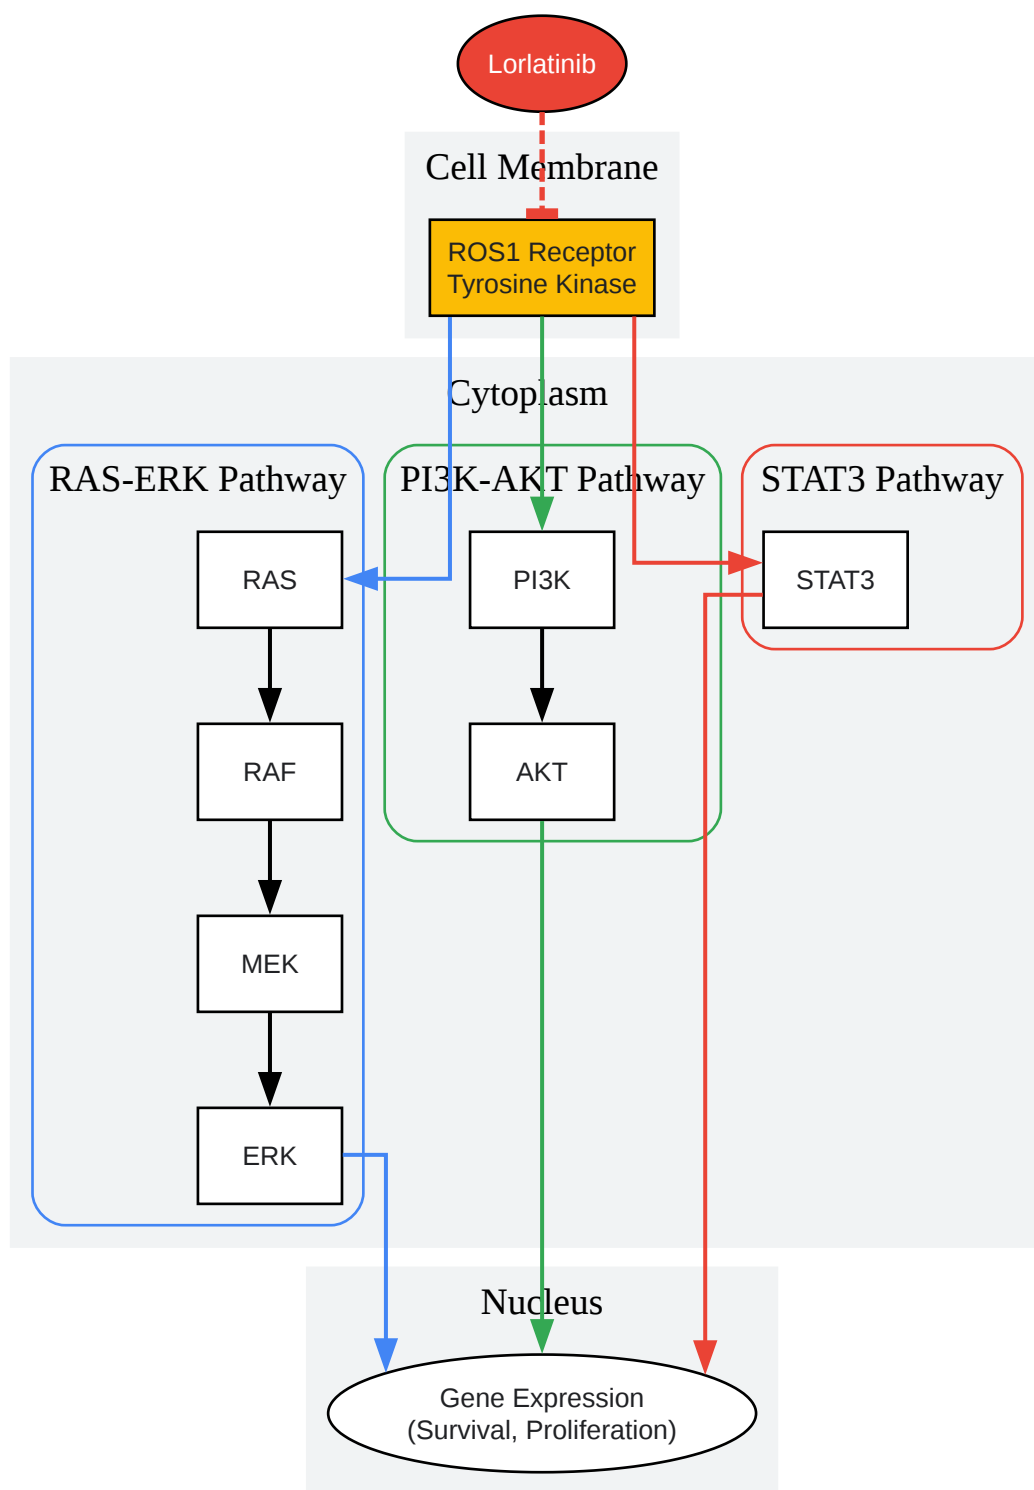 Lorlatinib
Cell Membrane
ROS1 Receptor
Tyrosine Kinase
Cytoplasm
RAS-ERK Pathway
PI3K-AKT Pathway
STAT3 Pathway
RAS
PI3K
STAT3
RAF
AKT
MEK
ERK
Nucleus
Gene Expression
(Survival, Proliferation)